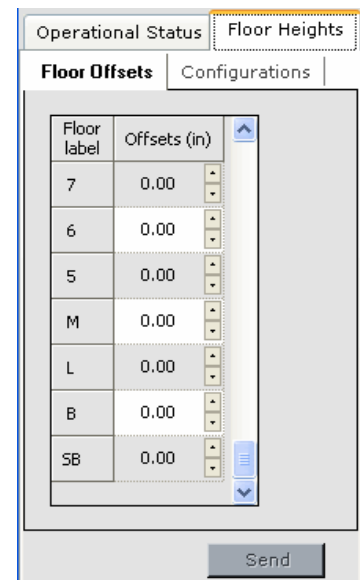 Operational Status Floor Heights
Floor Offsets Configurations
Floor label Offsets (in)
7 0.00
6 0.00
5 0.00
M 0.00
L 0.00
B 0.00
SB 0.00
Send